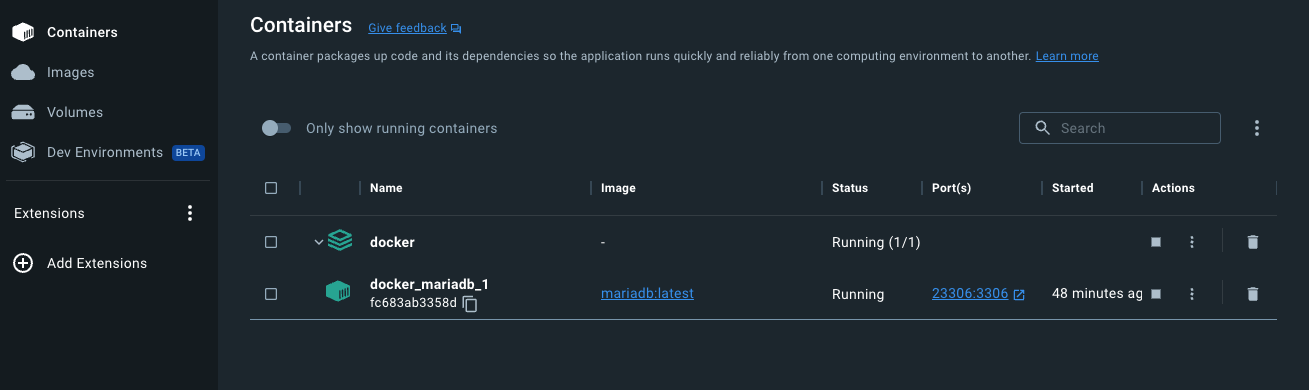 Containers
Images
Volumes
Dev Environments BETA
Extensions
Add Extensions
Containers Give feedback
A container packages up code and its dependencies so the application runs quickly and reliably from one computing environment to another. Learn more
Only show running containers
Search
Name Image Status Port(s) Started Actions
docker - Running (1/1)
docker_mariadb_1
fc683ab3358d
mariadb:latest Running 23306:3306 48 minutes ag